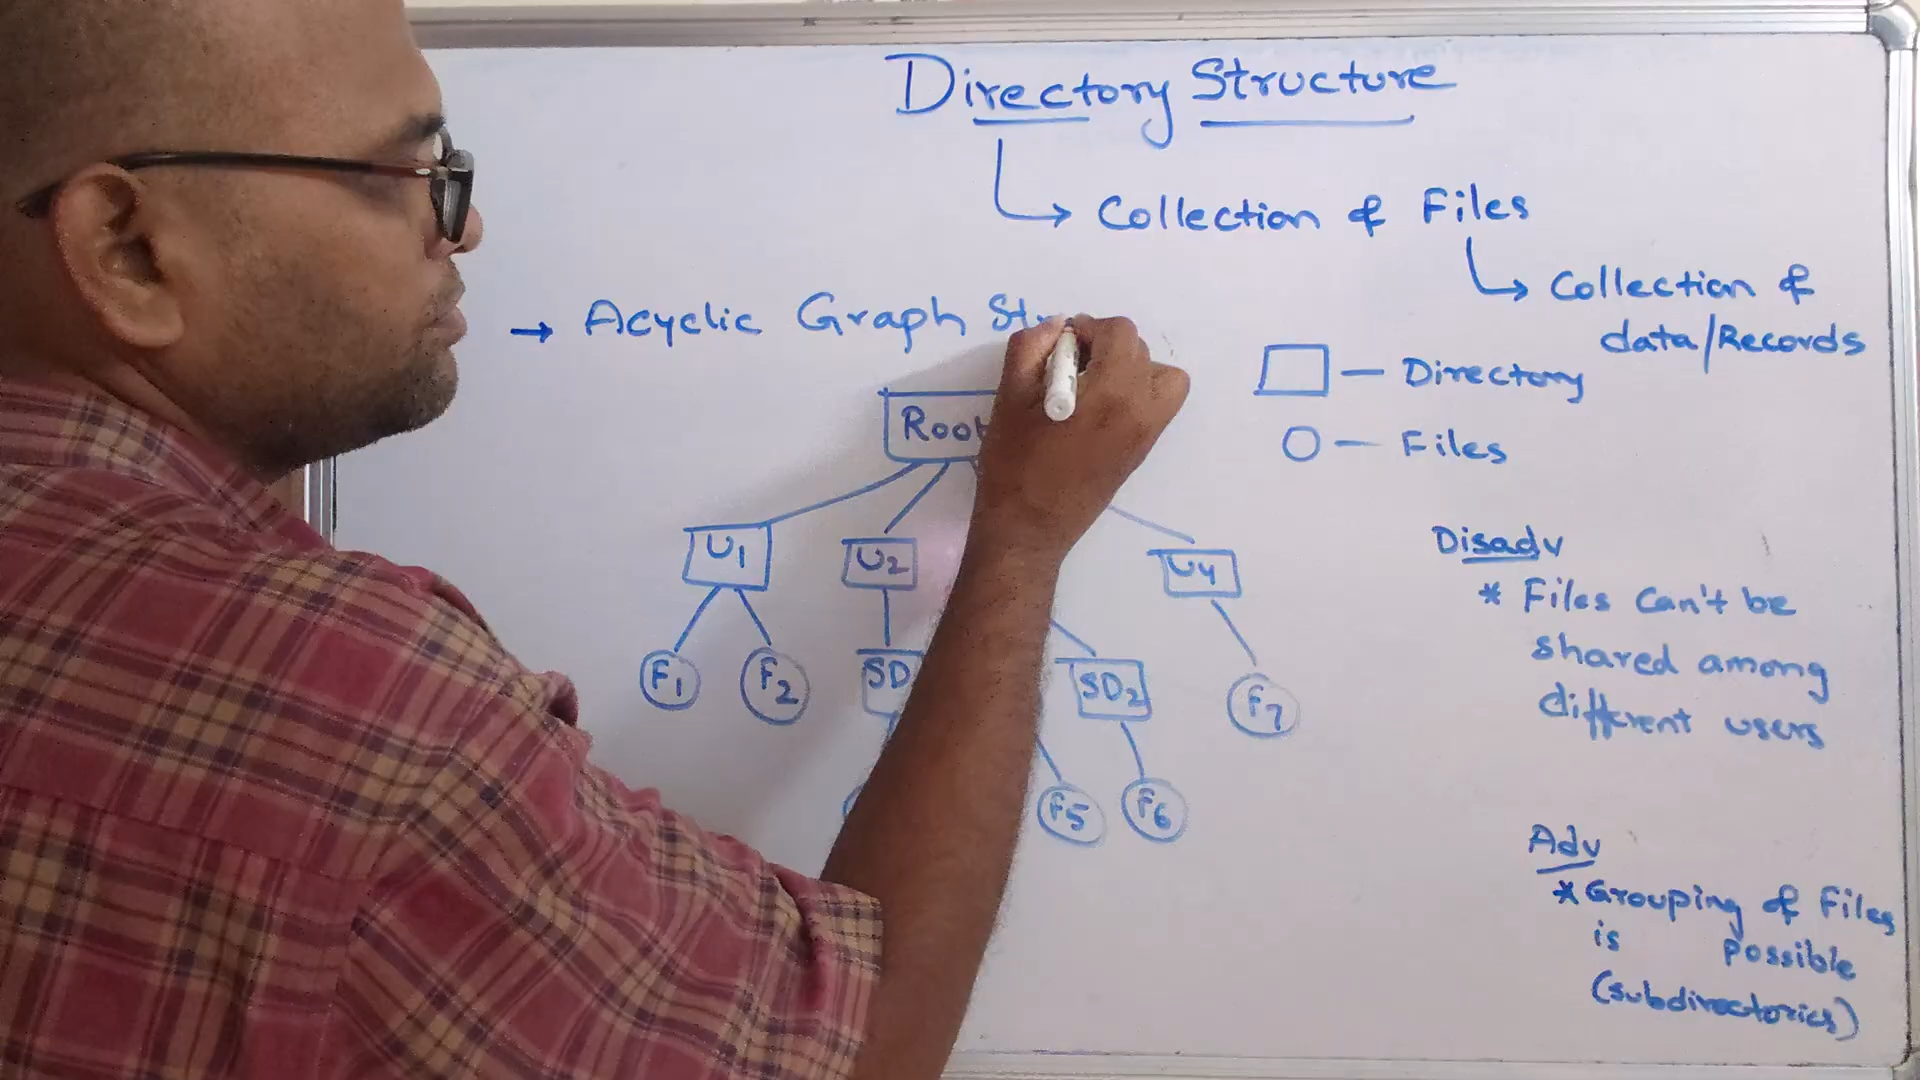 Directory Structure
Collection of Files
Collection of
data/Records
→ Acyclic Graph St
Directory
Files
Root
U1 U2 U4
F1 F2 SD SD2 F7
F5 F6
Disadv
* Files can't be
shared among
different users
Adv
* Grouping of Files
is possible
(subdirectories)